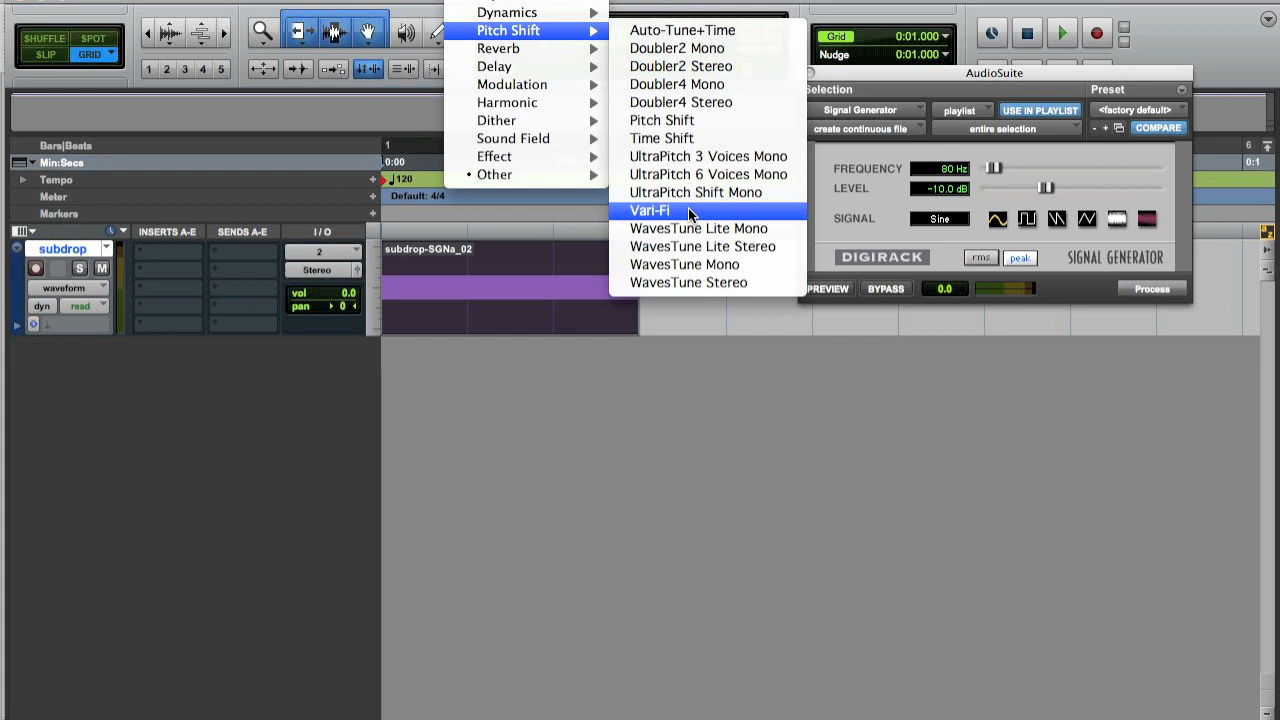 SHUFFLE SPOT
SLIP GRID
1 2 3 4 5
Dynamics
Pitch Shift
Reverb
Delay
Modulation
Harmonic
Dither
Sound Field
Effect
Other
Auto-Tune+Time
Doubler2 Mono
Doubler2 Stereo
Doubler4 Mono
Doubler4 Stereo
Pitch Shift
Time Shift
UltraPitch 3 Voices Mono
UltraPitch 6 Voices Mono
UltraPitch Shift Mono
Vari-Fi
WavesTune Lite Mono
WavesTune Lite Stereo
WavesTune Mono
WavesTune Stereo
Grid 0:01.000
Nudge 0:01.000
AudioSuite
Selection Preset
Signal Generator playlist USE IN PLAYLIST <factory default>
create continuous file entire selection - + COMPARE
FREQUENCY 80 Hz
LEVEL -10.0 dB
SIGNAL Sine
DIGIRACK rms peak SIGNAL GENERATOR
PREVIEW BYPASS 0.0 Process
Bars|Beats 1 6
Min:Secs 0:00 0:1
Tempo + 120
Meter + Default: 4/4
Markers +
INSERTS A-E SENDS A-E I / O
subdrop
S M
waveform
dyn read
2
Stereo
vol 0.0
pan 0
subdrop-SGNa_02
a z